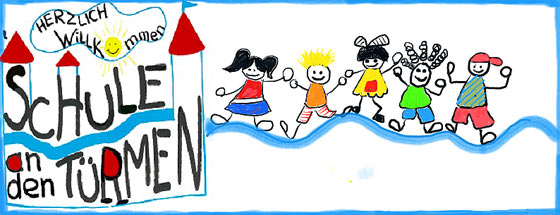 HERZLICH
WiLLKOmmen
SCHULE
an
den TÜRMEN